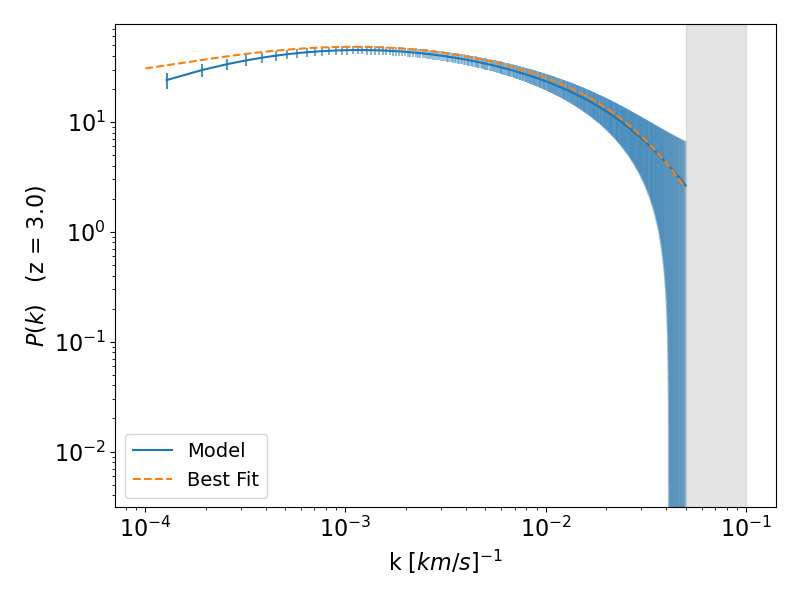 P(k)   (z = 3.0)
10¹
10⁰
10⁻¹
10⁻²
Model
Best Fit
10⁻⁴
10⁻³
10⁻²
10⁻¹
k [km/s]⁻¹